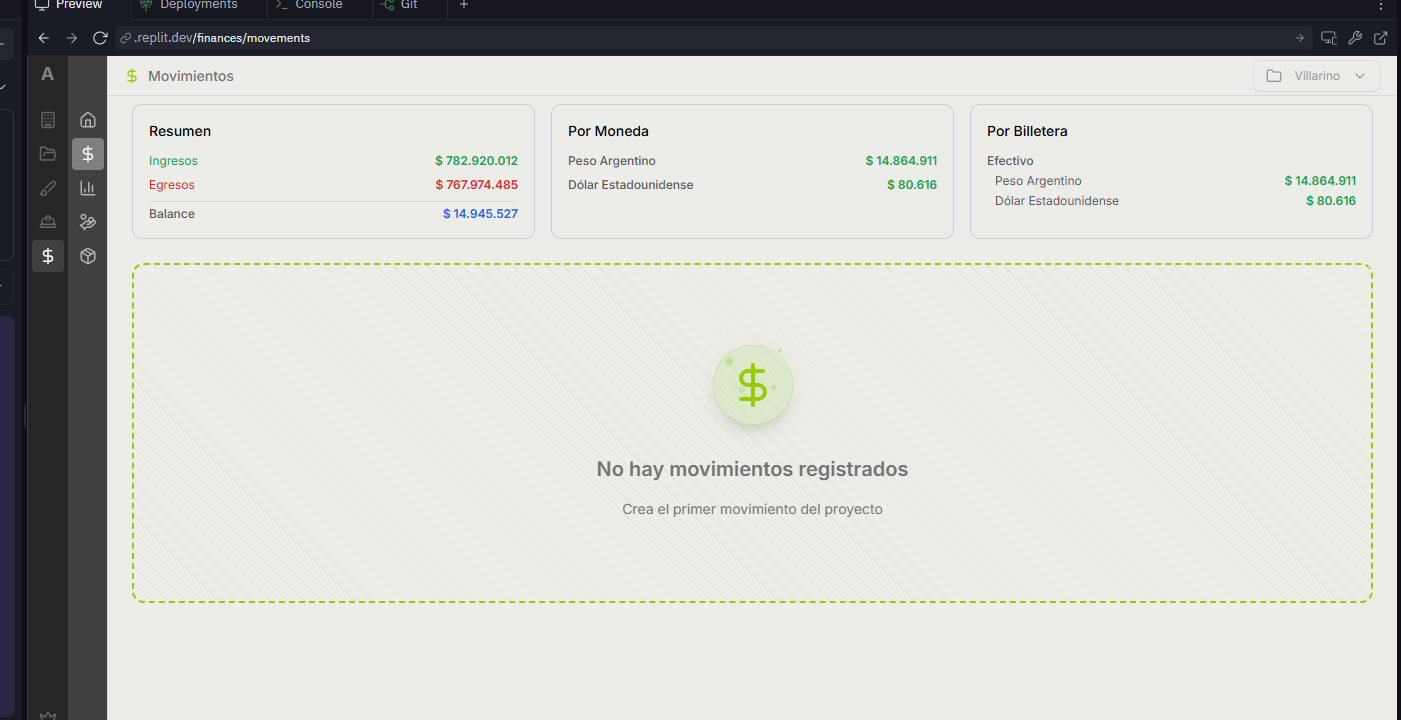 Preview
Deployments
Console
Git
.replit.dev/finances/movements
A
$ Movimientos
Villarino
Resumen
Ingresos $ 782.920.012
Egresos $ 767.974.485
Balance $ 14.945.527
Por Moneda
Peso Argentino $ 14.864.911
Dólar Estadounidense $ 80.616
Por Billetera
Efectivo
Peso Argentino $ 14.864.911
Dólar Estadounidense $ 80.616
$
No hay movimientos registrados
Crea el primer movimiento del proyecto